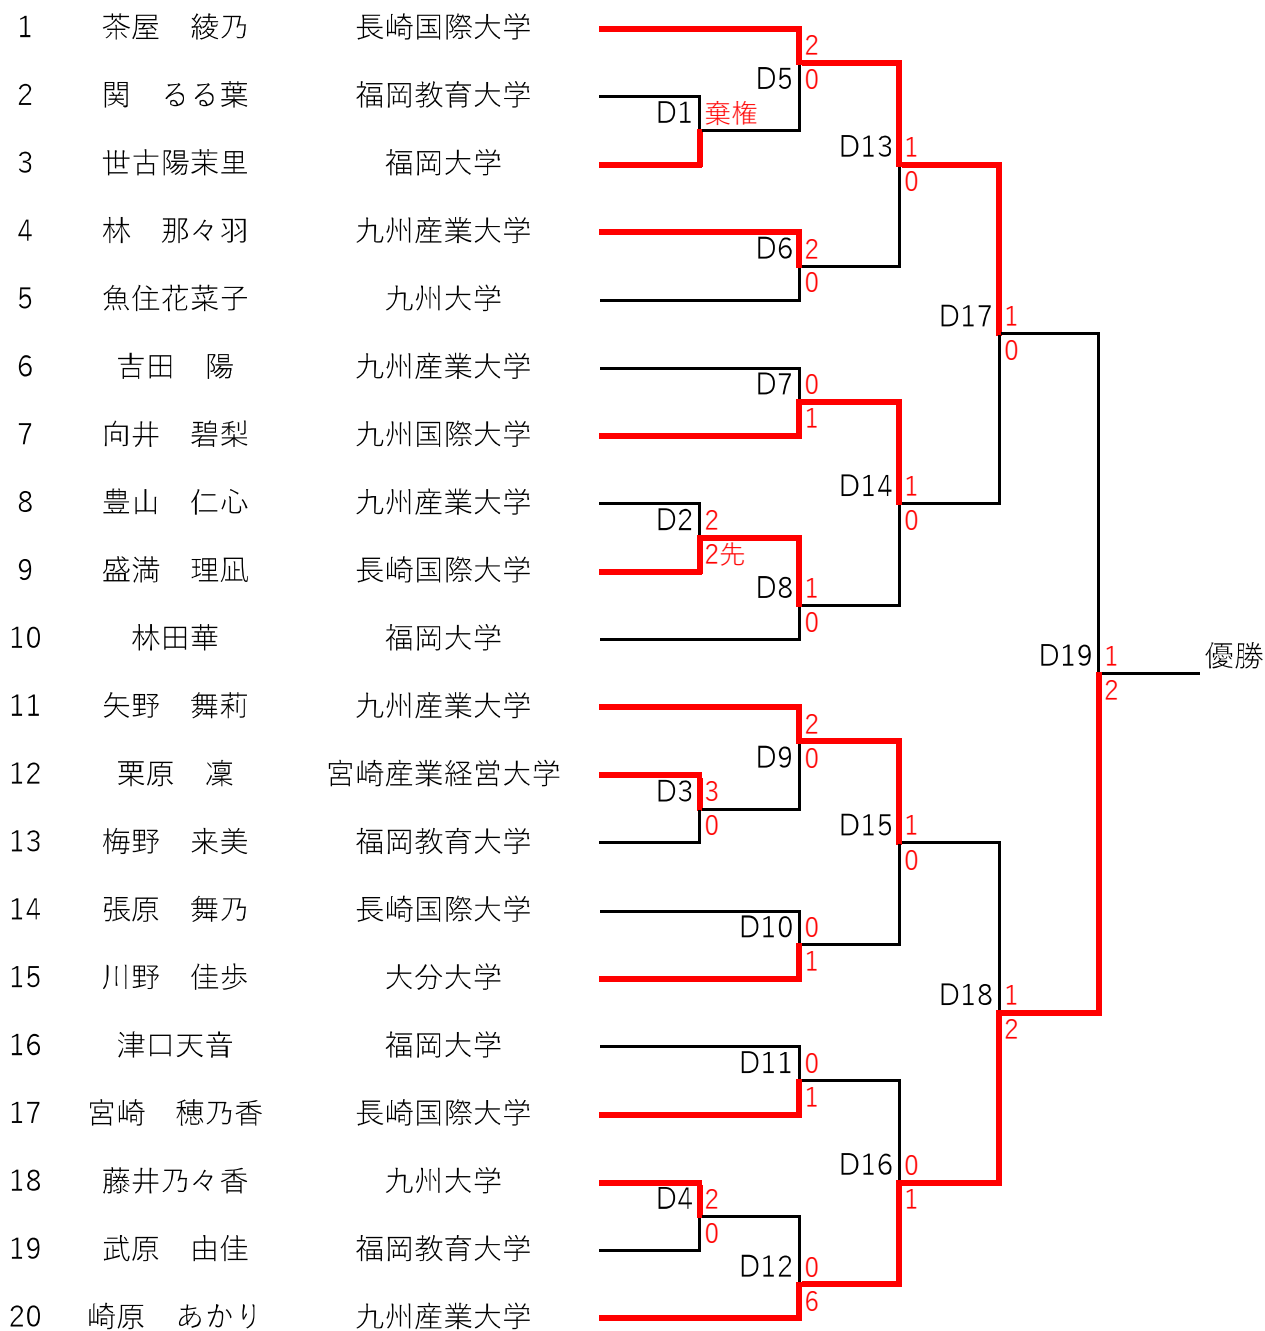 1 茶屋　綾乃 長崎国際大学
2
D5 0
2 関　るる葉 福岡教育大学
D1 棄権
D13 1
3 世古陽茉里 福岡大学
0
4 林　那々羽 九州産業大学
D6 2
0
5 魚住花菜子 九州大学
D17 1
0
6 吉田　陽 九州産業大学
D7 0
1
7 向井　碧梨 九州国際大学
D14 1
8 豊山　仁心 九州産業大学
D2 2
0
2先
9 盛満　理凪 長崎国際大学
D8 1
0
10 林田華 福岡大学
D19 1
優勝
2
11 矢野　舞莉 九州産業大学
2
D9 0
12 栗原　凜 宮崎産業経営大学
D3 3
0
D15 1
13 梅野　来美 福岡教育大学
0
14 張原　舞乃 長崎国際大学
D10 0
1
15 川野　佳歩 大分大学
D18 1
2
16 津口天音 福岡大学
D11 0
1
17 宮崎　穂乃香 長崎国際大学
D16 0
18 藤井乃々香 九州大学
D4 2
1
0
19 武原　由佳 福岡教育大学
D12 0
6
20 崎原　あかり 九州産業大学